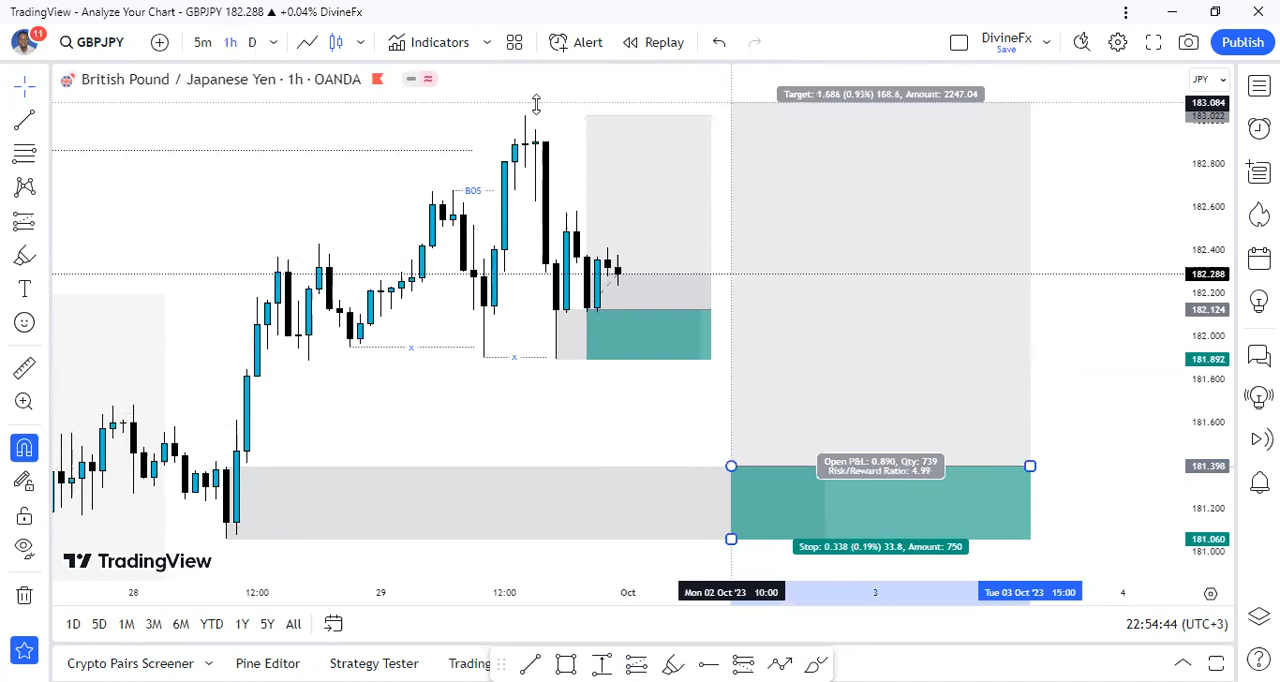 TradingView - Analyze Your Chart - GBPJPY 182.288 ▲ +0.04% DivineFx
11
GBPJPY
5m 1h D
Indicators
Alert
Replay
DivineFx
Save
Publish
British Pound / Japanese Yen · 1h · OANDA
JPY
Target: 1.686 (0.93%) 168.6, Amount: 2247.04
183.084
183.022
182.800
BOS
182.600
182.400
182.288
182.200
182.124
182.000
x
x
181.892
181.800
181.600
Open P&L: 0.890, Qty: 739
Risk/Reward Ratio: 4.99
181.398
181.200
Stop: 0.338 (0.19%) 33.8, Amount: 750
181.060
181.000
TradingView
28 12:00 29 12:00 Oct Mon 02 Oct '23 10:00 3 Tue 03 Oct '23 15:00 4
1D 5D 1M 3M 6M YTD 1Y 5Y All
22:54:44 (UTC+3)
Crypto Pairs Screener Pine Editor Strategy Tester Trading